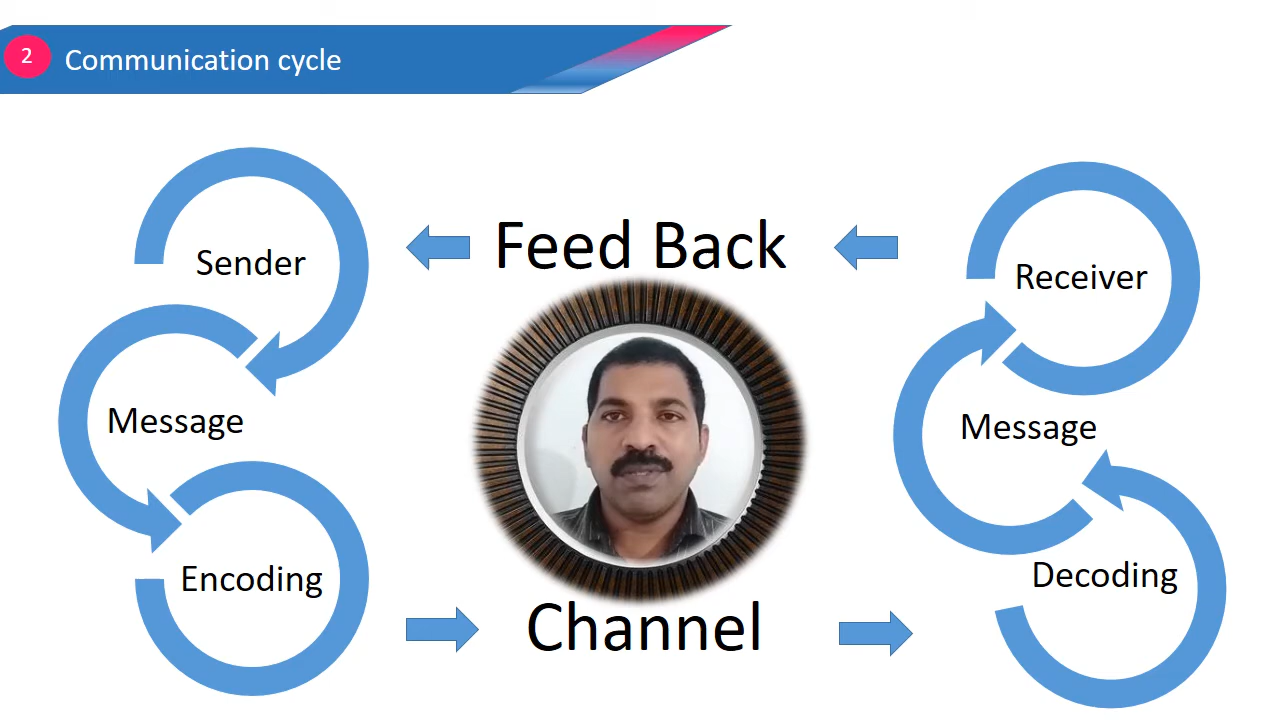 2
Communication cycle
Feed Back
Sender
Receiver
Message
Message
Encoding
Decoding
Channel